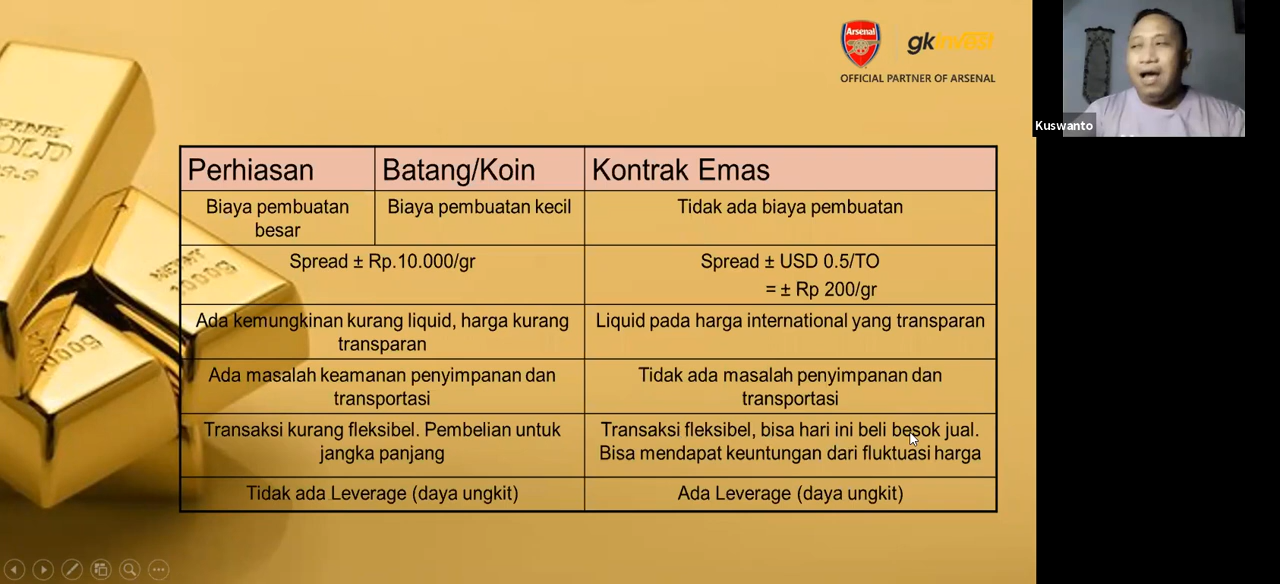 Arsenal
gkinvest
OFFICIAL PARTNER OF ARSENAL
Kuswanto
FINE
GOLD
NET WT
1000g
1000g
Perhiasan Batang/Koin Kontrak Emas
Biaya pembuatan besar
Biaya pembuatan kecil
Tidak ada biaya pembuatan
Spread ± Rp.10.000/gr
Spread ± USD 0.5/TO
= ± Rp 200/gr
Ada kemungkinan kurang liquid, harga kurang
transparan
Liquid pada harga international yang transparan
Ada masalah keamanan penyimpanan dan
transportasi
Tidak ada masalah penyimpanan dan
transportasi
Transaksi kurang fleksibel. Pembelian untuk
jangka panjang
Transaksi fleksibel, bisa hari ini beli besok jual.
Bisa mendapat keuntungan dari fluktuasi harga
Tidak ada Leverage (daya ungkit)
Ada Leverage (daya ungkit)